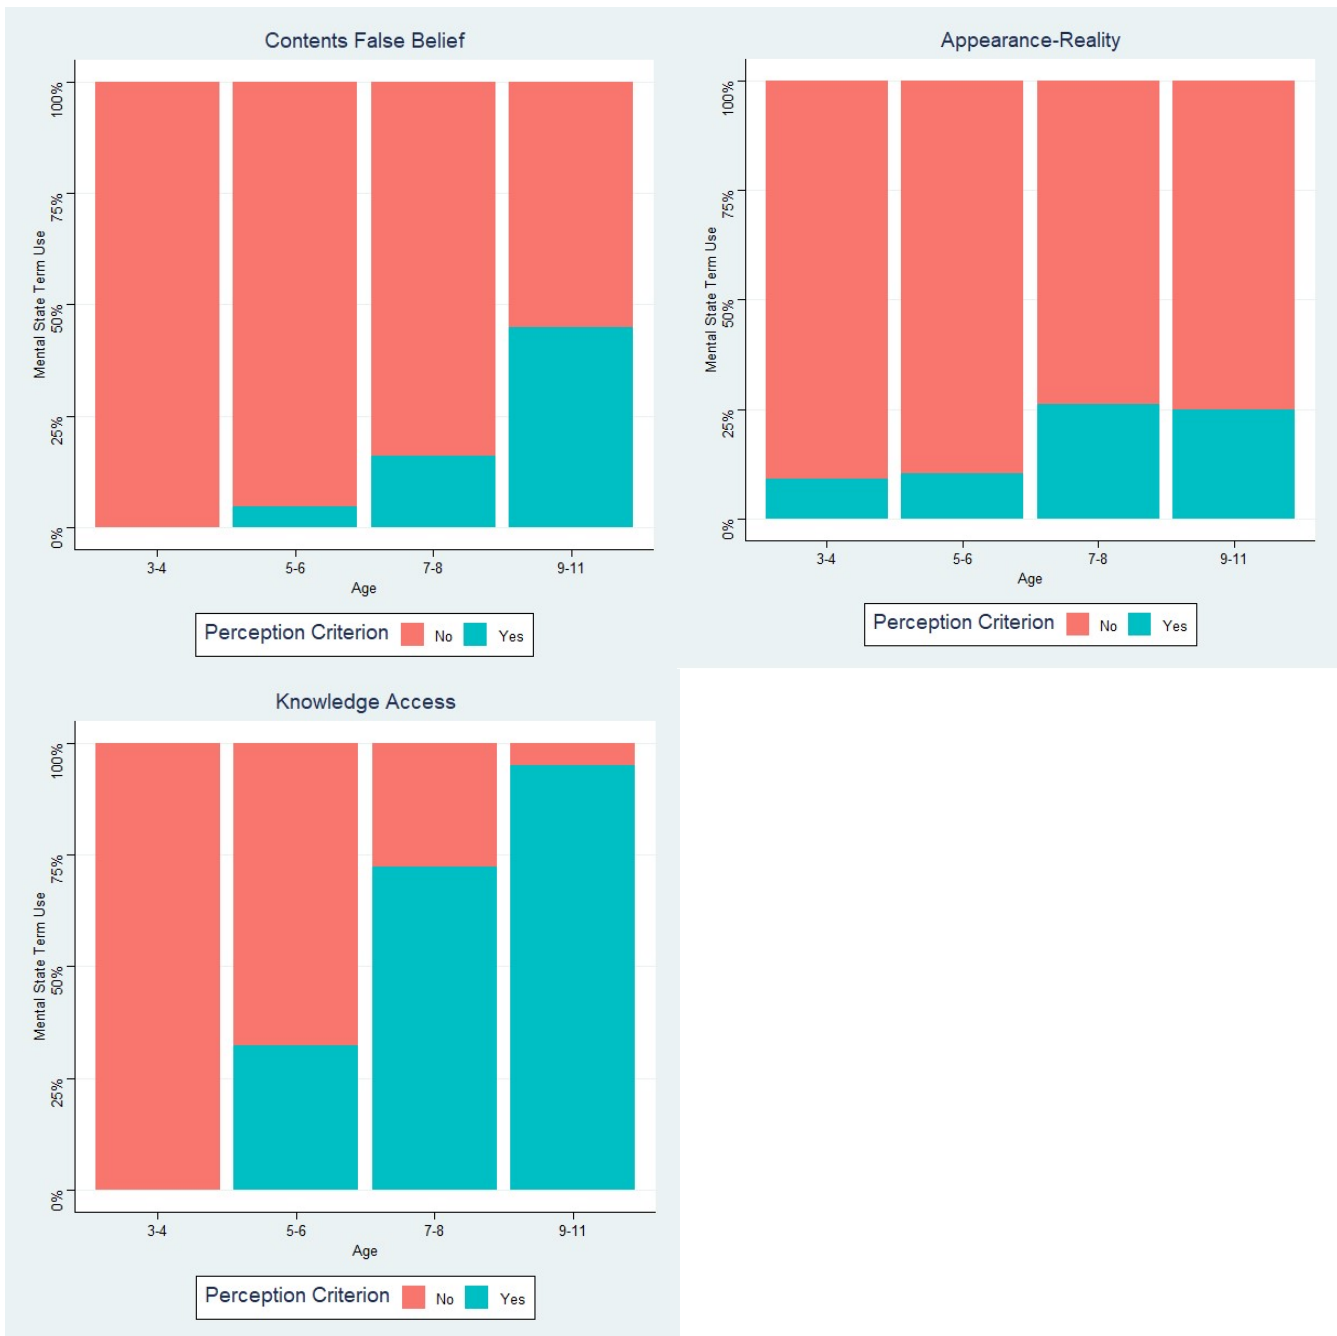 Contents False Belief
100%
75%
50%
25%
0%
Mental State Term Use
3-4 5-6 7-8 9-11
Age
Perception Criterion No Yes
Appearance-Reality
100%
75%
50%
25%
0%
Mental State Term Use
3-4 5-6 7-8 9-11
Age
Perception Criterion No Yes
Knowledge Access
100%
75%
50%
25%
0%
Mental State Term Use
3-4 5-6 7-8 9-11
Age
Perception Criterion No Yes